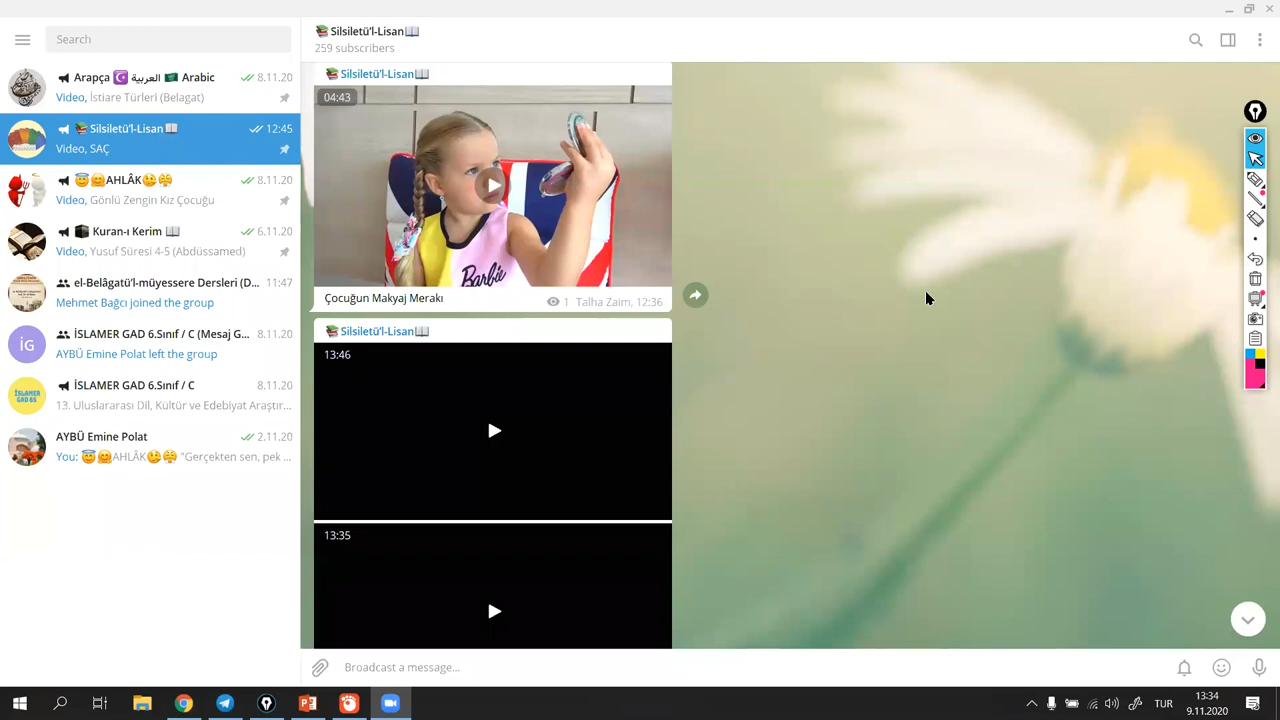 Search
Silsiletü’l-Lisan
259 subscribers
Arapça العربية Arabic 8.11.20
Video, İstiare Türleri (Belagat)
Silsiletü’l-Lisan 12:45
Video, SAÇ
AHLÂK 8.11.20
Video, Gönlü Zengin Kız Çocuğu
Kuran-ı Kerim 6.11.20
Video, Yusuf Süresi 4-5 (Abdüssamed)
el-Belâgatü’l-müyessere Dersleri (D... 11:47
Mehmet Bağcı joined the group
İG
İSLAMER GAD 6.Sınıf / C (Mesaj G... 8.11.20
AYBÜ Emine Polat left the group
İSLAMER GAD 6S
İSLAMER GAD 6.Sınıf / C 8.11.20
13. Uluslararası Dil, Kültür ve Edebiyat Araştır...
AYBÜ Emine Polat 2.11.20
You: AHLÂK "Gerçekten sen, pek ...
Silsiletü’l-Lisan
04:43
Barbie
Çocuğun Makyaj Merakı
1 Talha Zaim, 12:36
Silsiletü’l-Lisan
13:46
13:35
Broadcast a message...
TUR
13:34
9.11.2020